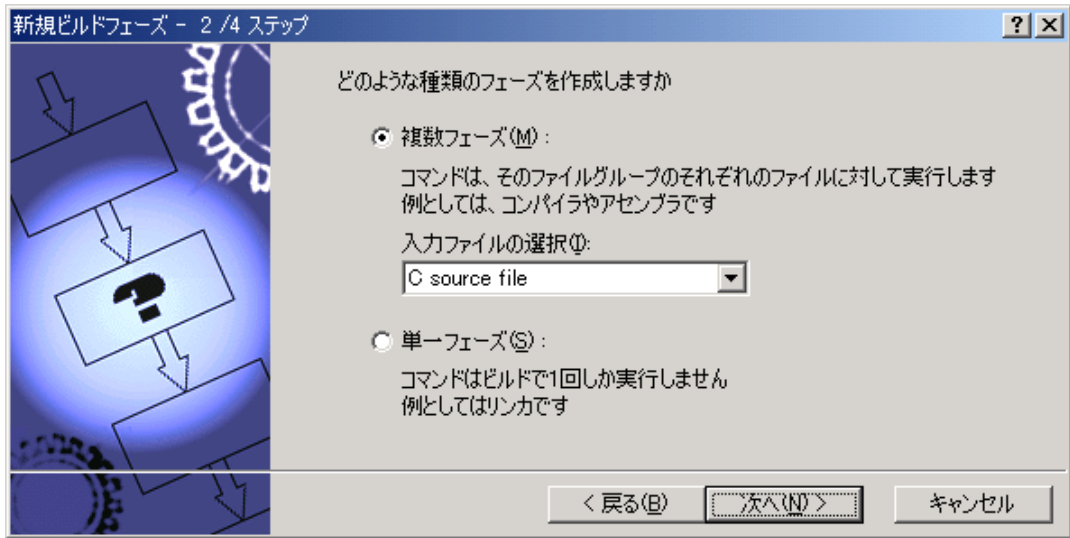 新規ビルドフェーズ - 2 /4 ステップ
どのような種類のフェーズを作成しますか
複数フェーズ(M) :
コマンドは、そのファイルグループのそれぞれのファイルに対して実行します
例としては、コンパイラやアセンブラです
入力ファイルの選択(I):
C source file
単一フェーズ(S) :
コマンドはビルドで1回しか実行しません
例としてはリンカです
< 戻る(B)
次へ(N) >
キャンセル